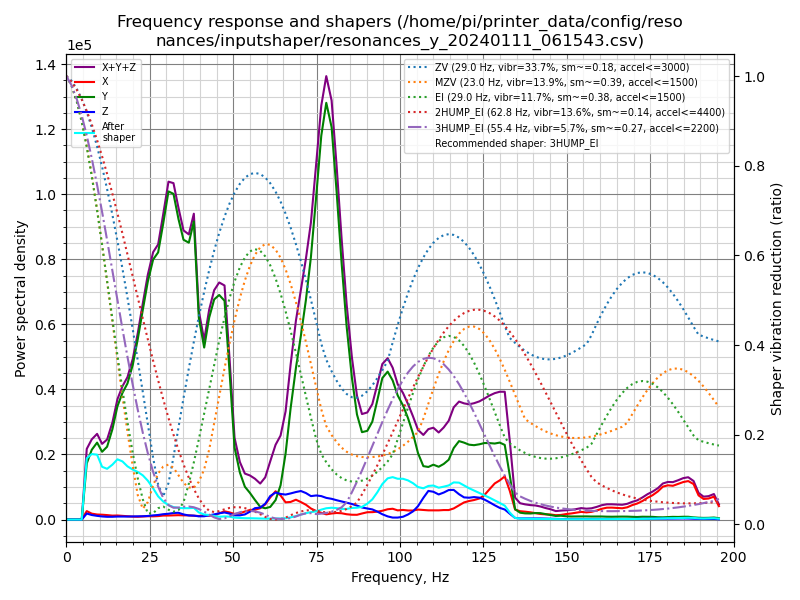 Frequency response and shapers (/home/pi/printer_data/config/reso
nances/inputshaper/resonances_y_20240111_061543.csv)
1e5
X+Y+Z
X
Y
Z
After
shaper
ZV (29.0 Hz, vibr=33.7%, sm~=0.18, accel<=3000)
MZV (23.0 Hz, vibr=13.9%, sm~=0.39, accel<=1500)
EI (29.0 Hz, vibr=11.7%, sm~=0.38, accel<=1500)
2HUMP_EI (62.8 Hz, vibr=13.6%, sm~=0.14, accel<=4400)
3HUMP_EI (55.4 Hz, vibr=5.7%, sm~=0.27, accel<=2200)
Recommended shaper: 3HUMP_EI
Power spectral density
1.4
1.2
1.0
0.8
0.6
0.4
0.2
0.0
1.0
0.8
0.6
0.4
0.2
0.0
Shaper vibration reduction (ratio)
0 25 50 75 100 125 150 175 200
Frequency, Hz